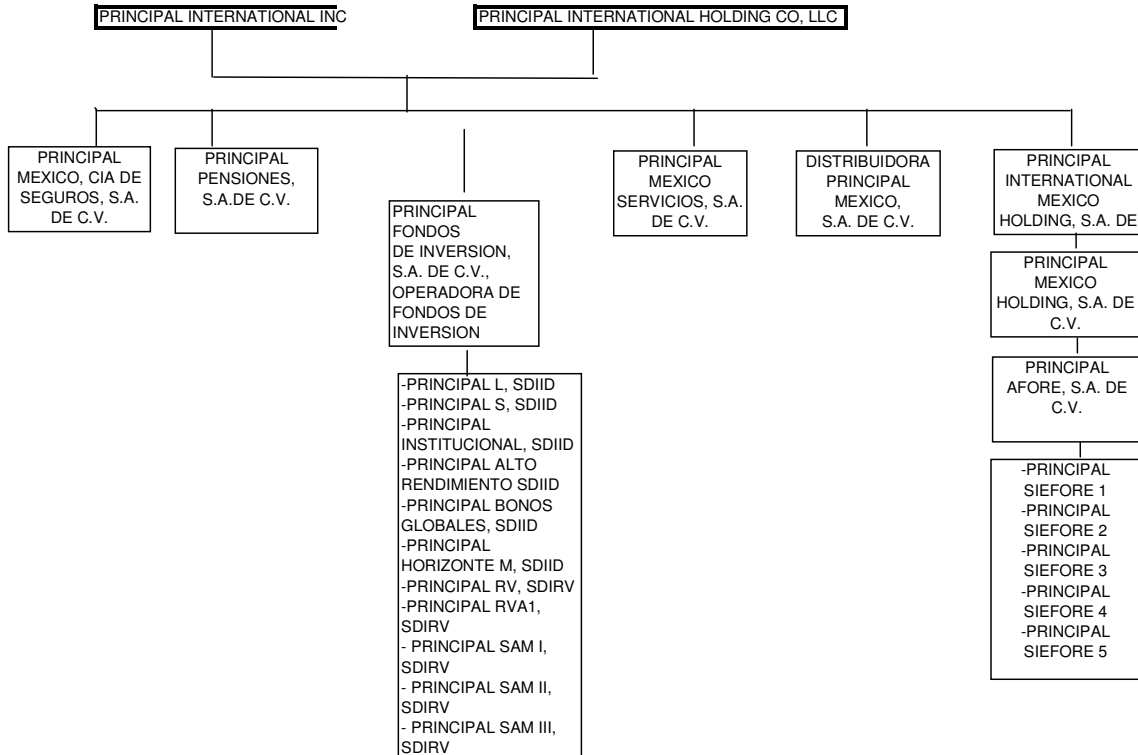 PRINCIPAL INTERNATIONAL INC
PRINCIPAL INTERNATIONAL HOLDING CO, LLC
PRINCIPAL
MEXICO, CIA DE
SEGUROS, S.A.
DE C.V.
PRINCIPAL
PENSIONES,
S.A.DE C.V.
PRINCIPAL
FONDOS
DE INVERSION,
S.A. DE C.V.,
OPERADORA DE
FONDOS DE
INVERSION
PRINCIPAL
MEXICO
SERVICIOS, S.A.
DE C.V.
DISTRIBUIDORA
PRINCIPAL
MEXICO,
S.A. DE C.V.
PRINCIPAL
INTERNATIONAL
MEXICO
HOLDING, S.A. DE
PRINCIPAL
MEXICO
HOLDING, S.A. DE
C.V.
PRINCIPAL
AFORE, S.A. DE
C.V.
-PRINCIPAL L, SDIID
-PRINCIPAL S, SDIID
-PRINCIPAL
INSTITUCIONAL, SDIID
-PRINCIPAL ALTO
RENDIMIENTO SDIID
-PRINCIPAL BONOS
GLOBALES, SDIID
-PRINCIPAL
HORIZONTE M, SDIID
-PRINCIPAL RV, SDIRV
-PRINCIPAL RVA1,
SDIRV
- PRINCIPAL SAM I,
SDIRV
- PRINCIPAL SAM II,
SDIRV
- PRINCIPAL SAM III,
SDIRV
-PRINCIPAL
SIEFORE 1
-PRINCIPAL
SIEFORE 2
-PRINCIPAL
SIEFORE 3
-PRINCIPAL
SIEFORE 4
-PRINCIPAL
SIEFORE 5